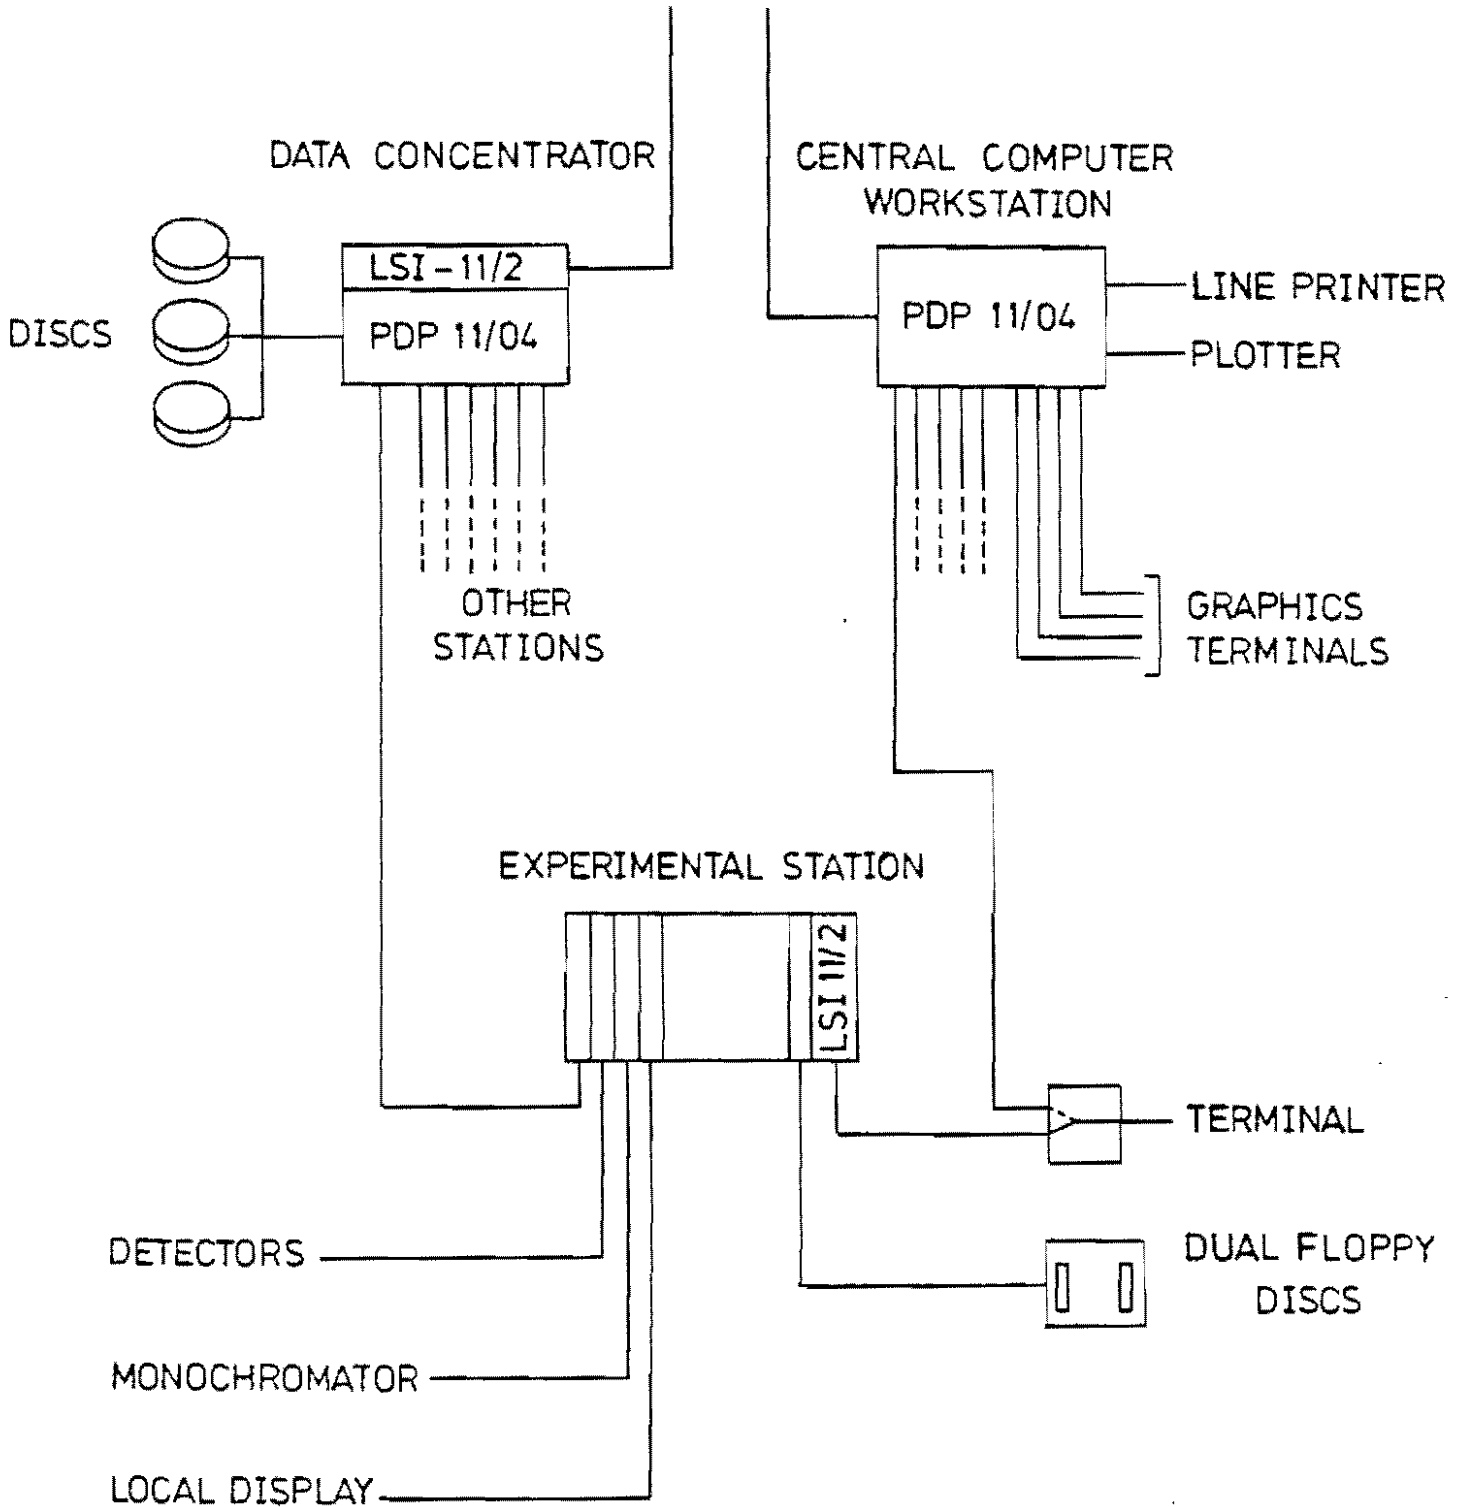 DATA CONCENTRATOR
CENTRAL COMPUTER
WORKSTATION
LSI-11/2
PDP 11/04
DISCS
PDP 11/04
LINE PRINTER
PLOTTER
OTHER
STATIONS
GRAPHICS
TERMINALS
EXPERIMENTAL STATION
LSI 11/2
TERMINAL
DETECTORS
DUAL FLOPPY
DISCS
MONOCHROMATOR
LOCAL DISPLAY